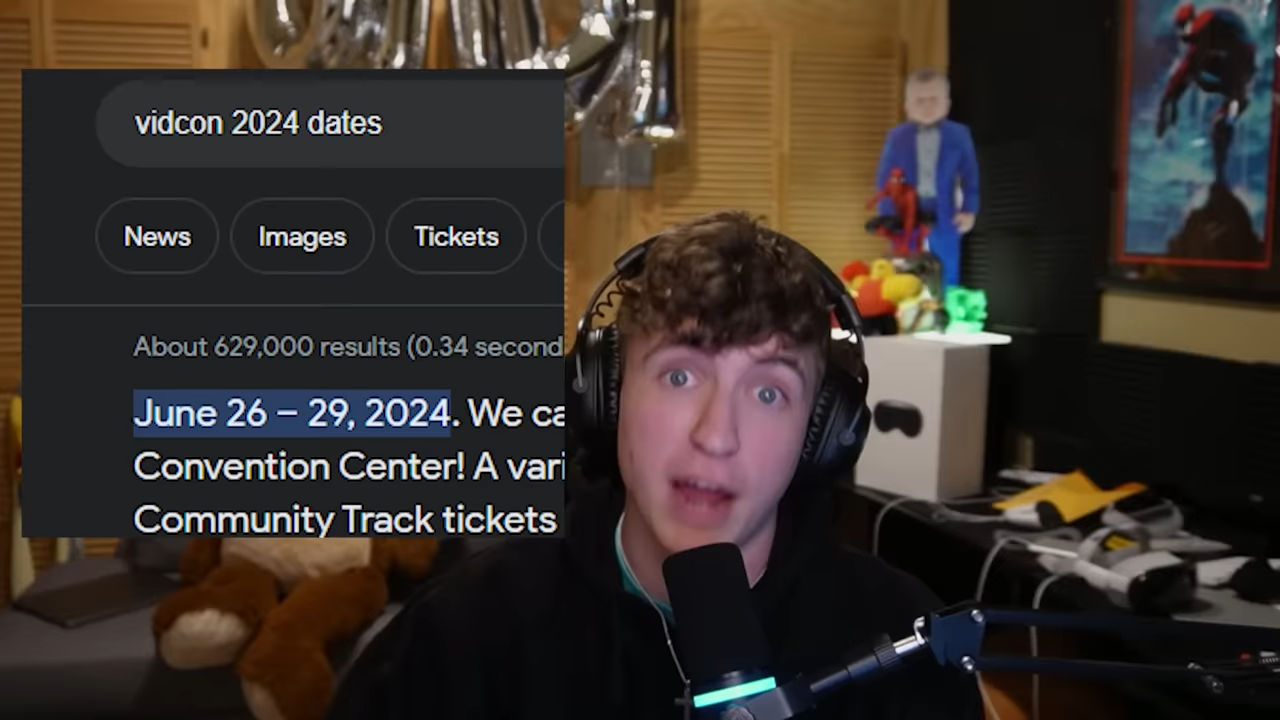 vidcon 2024 dates
News
Images
Tickets
About 629,000 results (0.34 second
June 26 – 29, 2024. We ca
Convention Center! A vari
Community Track tickets